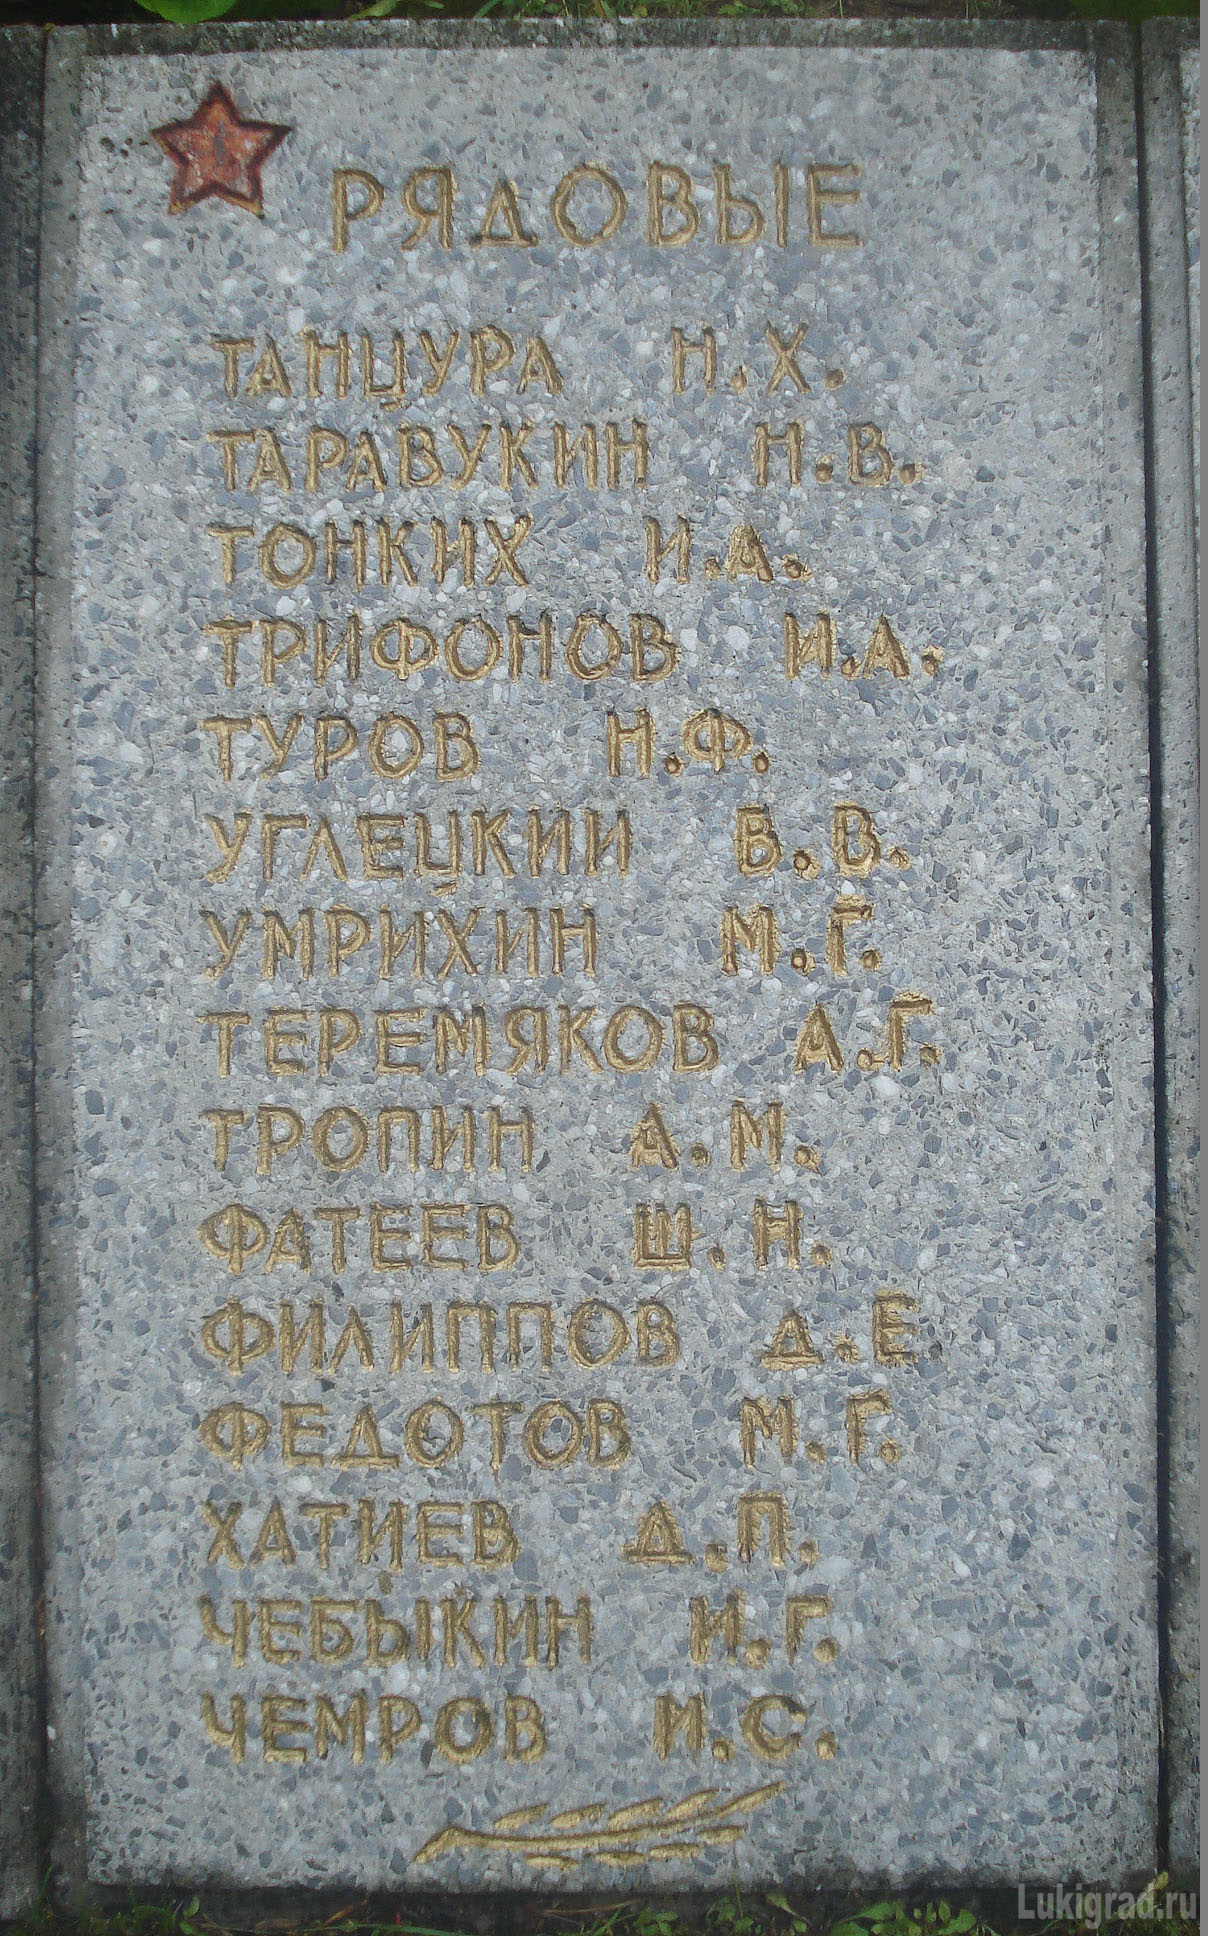 РЯДОВЫЕ
ТАНЦУРА Н.Х.
ТАРАВУКИН Н.В.
ТОНКИХ И.А.
ТРИФОНОВ И.А.
ТУРОВ Н.Ф.
УГЛЕЦКИИ В.В.
УМРИХИН М.Г.
ТЕРЕМЯКОВ А.Г.
ТРОПИН А.М.
ФАТЕЕВ Ш.Н.
ФИЛИППОВ Д.Е
ФЕДОТОВ М.Г.
ХАТИЕВ Д.П.
ЧЕБЫКИН И.Г.
ЧЕМРОВ И.С.
Lukigrad.ru